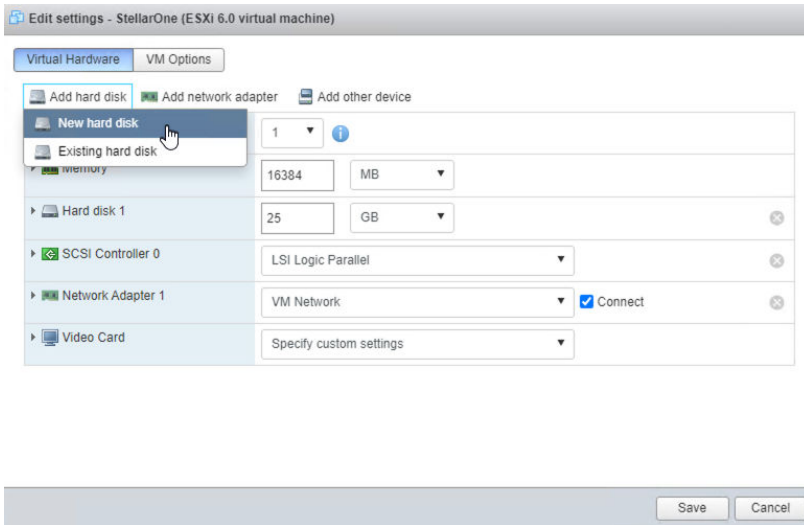 Edit settings - StellarOne (ESXi 6.0 virtual machine)
Virtual Hardware VM Options
Add hard disk Add network adapter Add other device
New hard disk 1
Existing hard disk
Memory 16384 MB
Hard disk 1 25 GB
SCSI Controller 0 LSI Logic Parallel
Network Adapter 1 VM Network Connect
Video Card Specify custom settings
Save Cancel